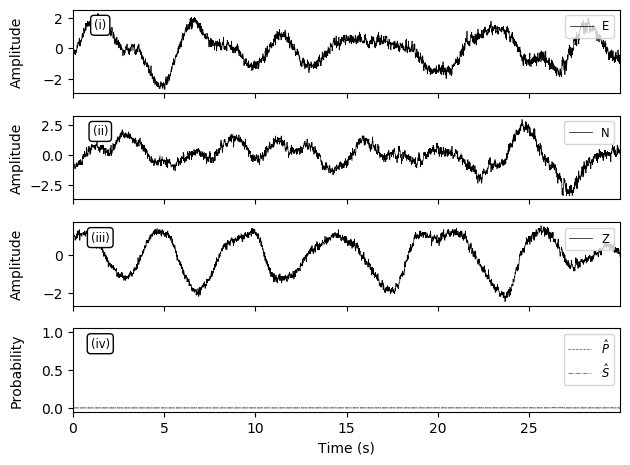 2
0
−2
Amplitude
(i)
E
2.5
0.0
−2.5
Amplitude
(ii)
N
0
−2
Amplitude
(iii)
Z
1.0
0.5
0.0
Probability
(iv)
P̂
Ŝ
0 5 10 15 20 25
Time (s)